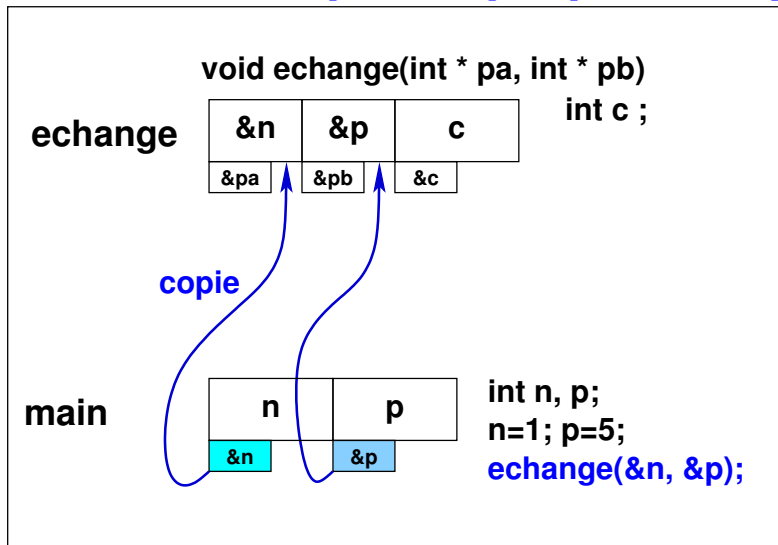 void echange(int * pa, int * pb)
int c ;
echange
&n &p c
&pa &pb &c
copie
main
n p
&n &p
int n, p;
n=1; p=5;
echange(&n, &p);